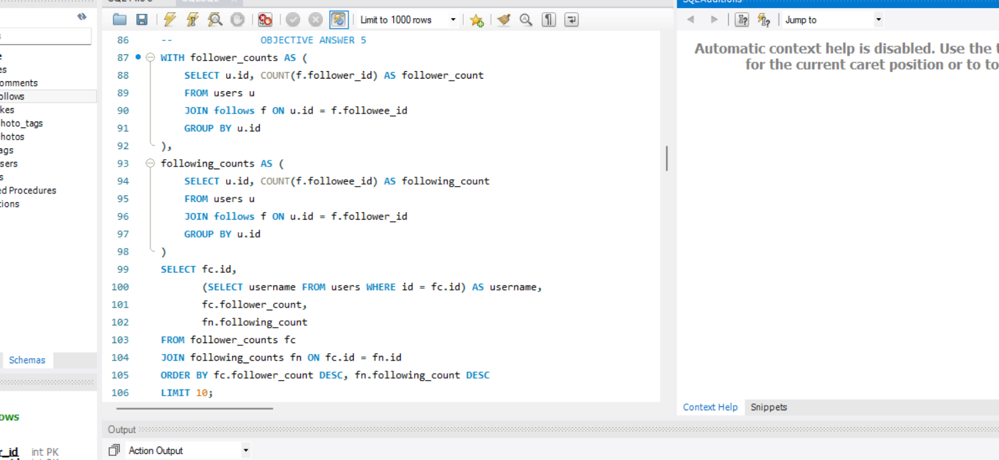 SQLAdditions
Limit to 1000 rows
Jump to
Automatic context help is disabled. Use the t
for the current caret position or to to
omments
ollows
kes
hoto_tags
hotos
ags
sers
s
ed Procedures
tions
Schemas
ows
r_id int PK
86 -- OBJECTIVE ANSWER 5
87 WITH follower_counts AS (
88 SELECT u.id, COUNT(f.follower_id) AS follower_count
89 FROM users u
90 JOIN follows f ON u.id = f.followee_id
91 GROUP BY u.id
92 ),
93 following_counts AS (
94 SELECT u.id, COUNT(f.followee_id) AS following_count
95 FROM users u
96 JOIN follows f ON u.id = f.follower_id
97 GROUP BY u.id
98 )
99 SELECT fc.id,
100 (SELECT username FROM users WHERE id = fc.id) AS username,
101 fc.follower_count,
102 fn.following_count
103 FROM follower_counts fc
104 JOIN following_counts fn ON fc.id = fn.id
105 ORDER BY fc.follower_count DESC, fn.following_count DESC
106 LIMIT 10;
Context Help Snippets
Output
Action Output